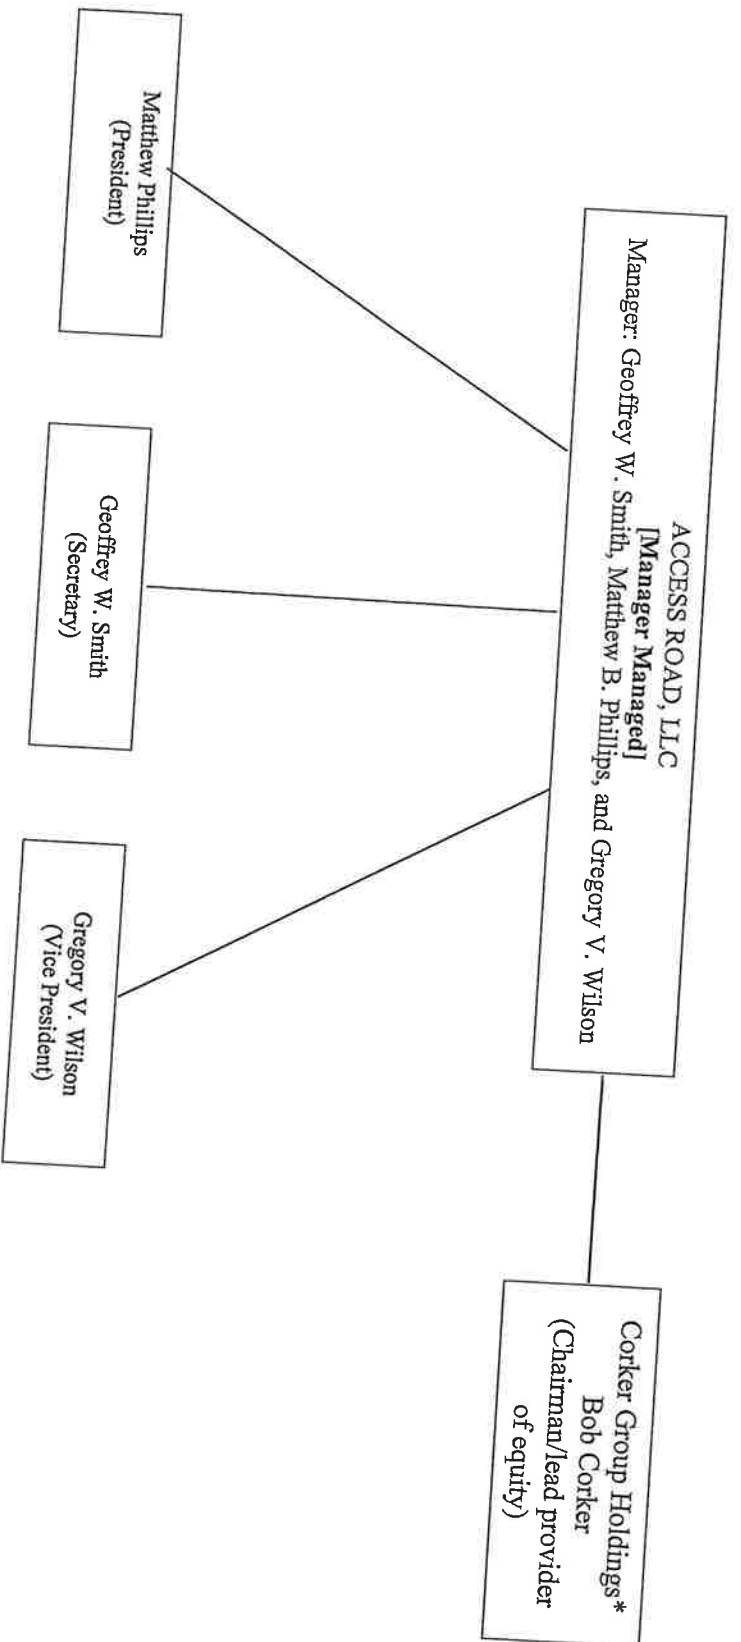 ACCESS ROAD, LLC
[Manager Managed]
Manager: Geoffrey W. Smith, Matthew B. Phillips, and Gregory V. Wilson
Corker Group Holdings*
Bob Corker
(Chairman/lead provider
of equity)
Matthew Phillips
(President)
Geoffrey W. Smith
(Secretary)
Gregory V. Wilson
(Vice President)